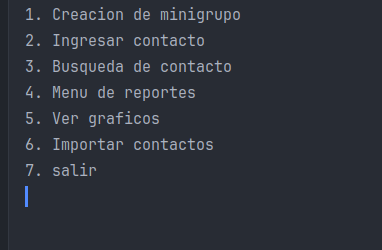 1. Creacion de minigrupo
2. Ingresar contacto
3. Busqueda de contacto
4. Menu de reportes
5. Ver graficos
6. Importar contactos
7. salir